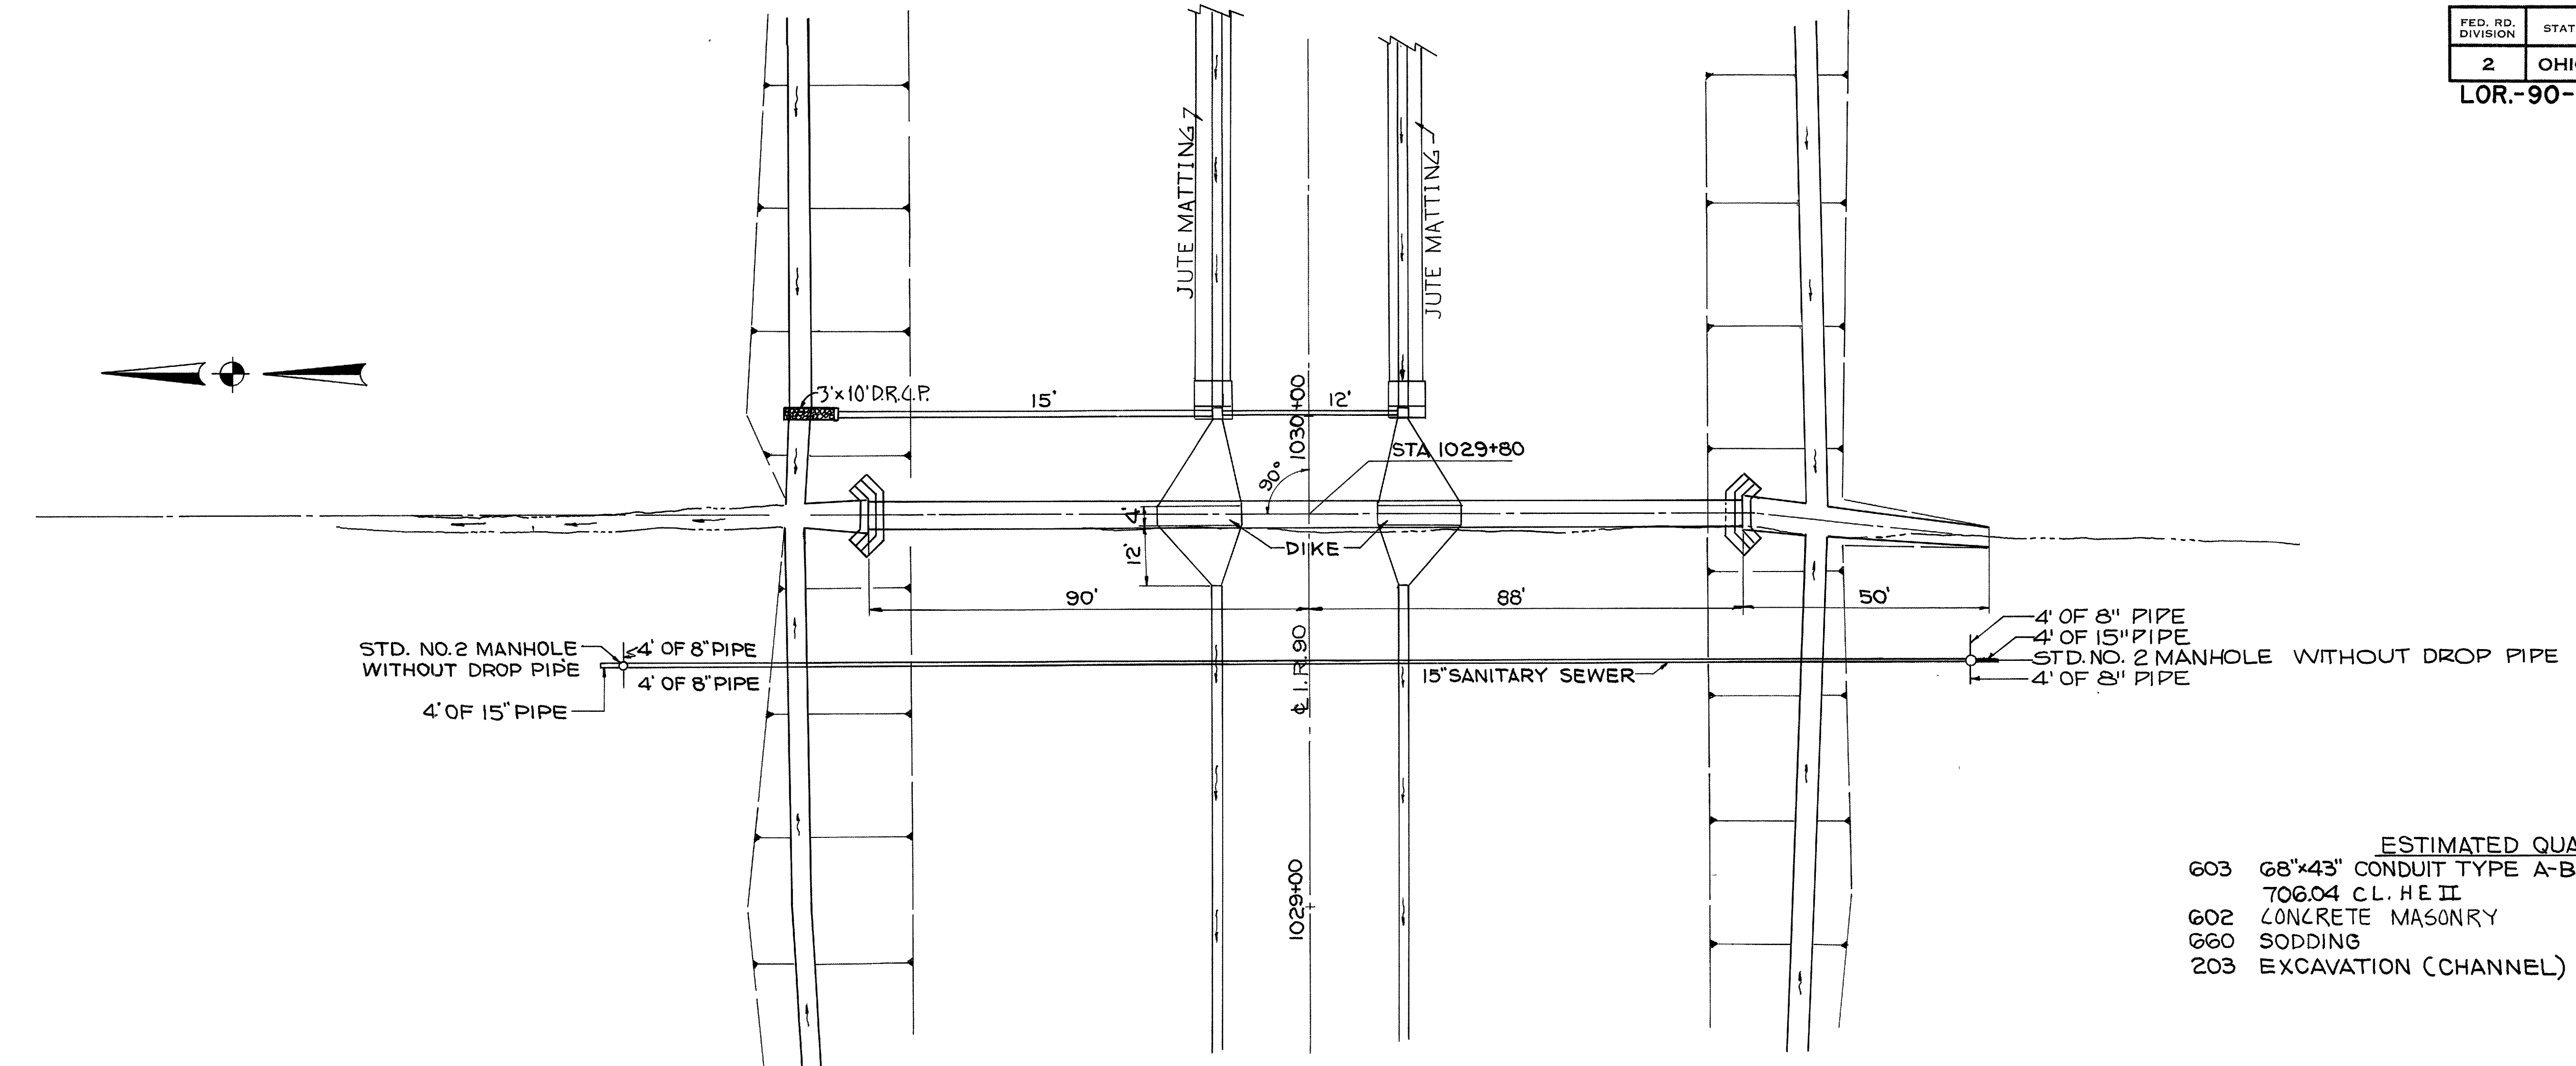 FED. RD.
DIVISION
STAT
2
OHIO
LOR.-90-
JUTE MATTING
JUTE MATTING
3'x10' D.R.C.P.
15'
12'
1030+00
STA 1029+80
90°
4'
12'
DIKE
90'
88'
50'
STD. NO. 2 MANHOLE
WITHOUT DROP PIPE
4' OF 8" PIPE
4' OF 8" PIPE
4' OF 15" PIPE
℄ I.R. 90
15" SANITARY SEWER
4' OF 8" PIPE
4' OF 15" PIPE
STD. NO. 2 MANHOLE WITHOUT DROP PIPE
4' OF 8" PIPE
1029+00
ESTIMATED QUA
603 68"x43" CONDUIT TYPE A-B
706.04 CL. HE II
602 CONCRETE MASONRY
660 SODDING
203 EXCAVATION (CHANNEL)